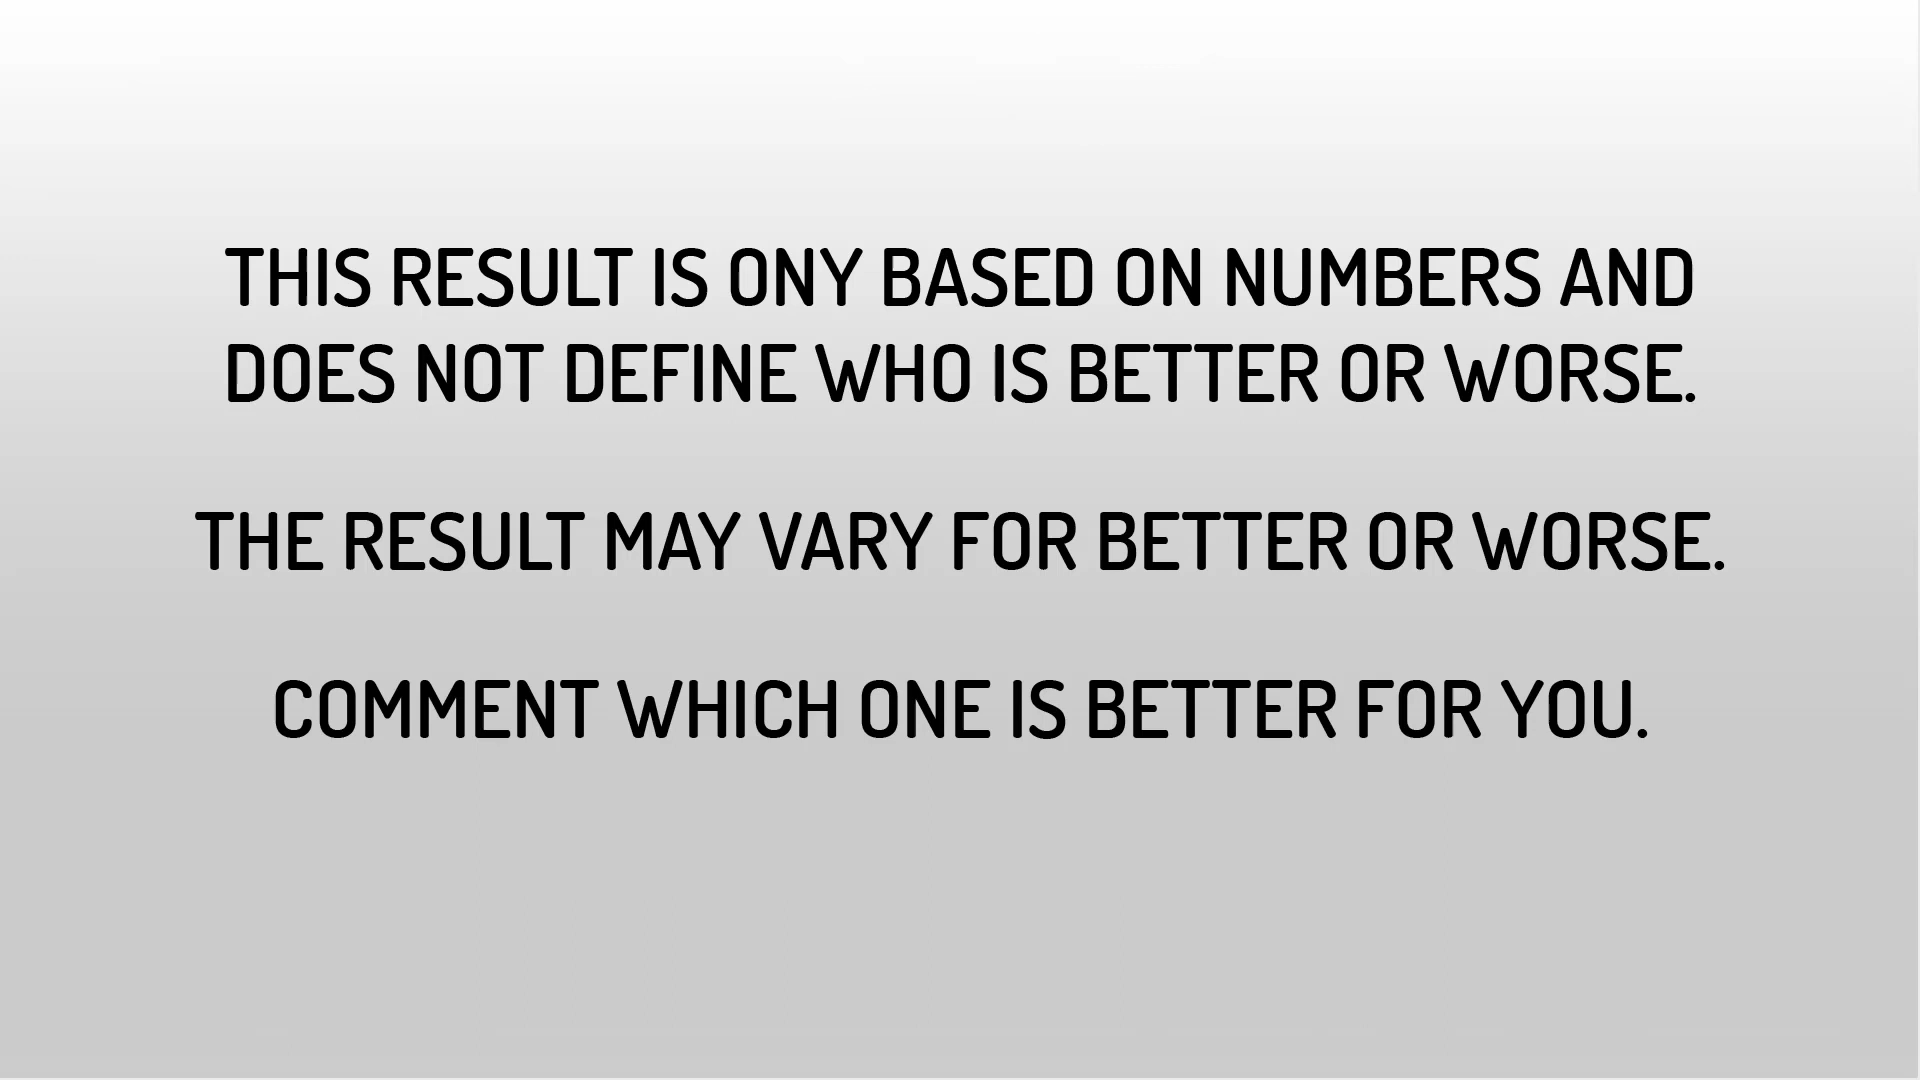 THIS RESULT IS ONY BASED ON NUMBERS AND
DOES NOT DEFINE WHO IS BETTER OR WORSE.
THE RESULT MAY VARY FOR BETTER OR WORSE.
COMMENT WHICH ONE IS BETTER FOR YOU.